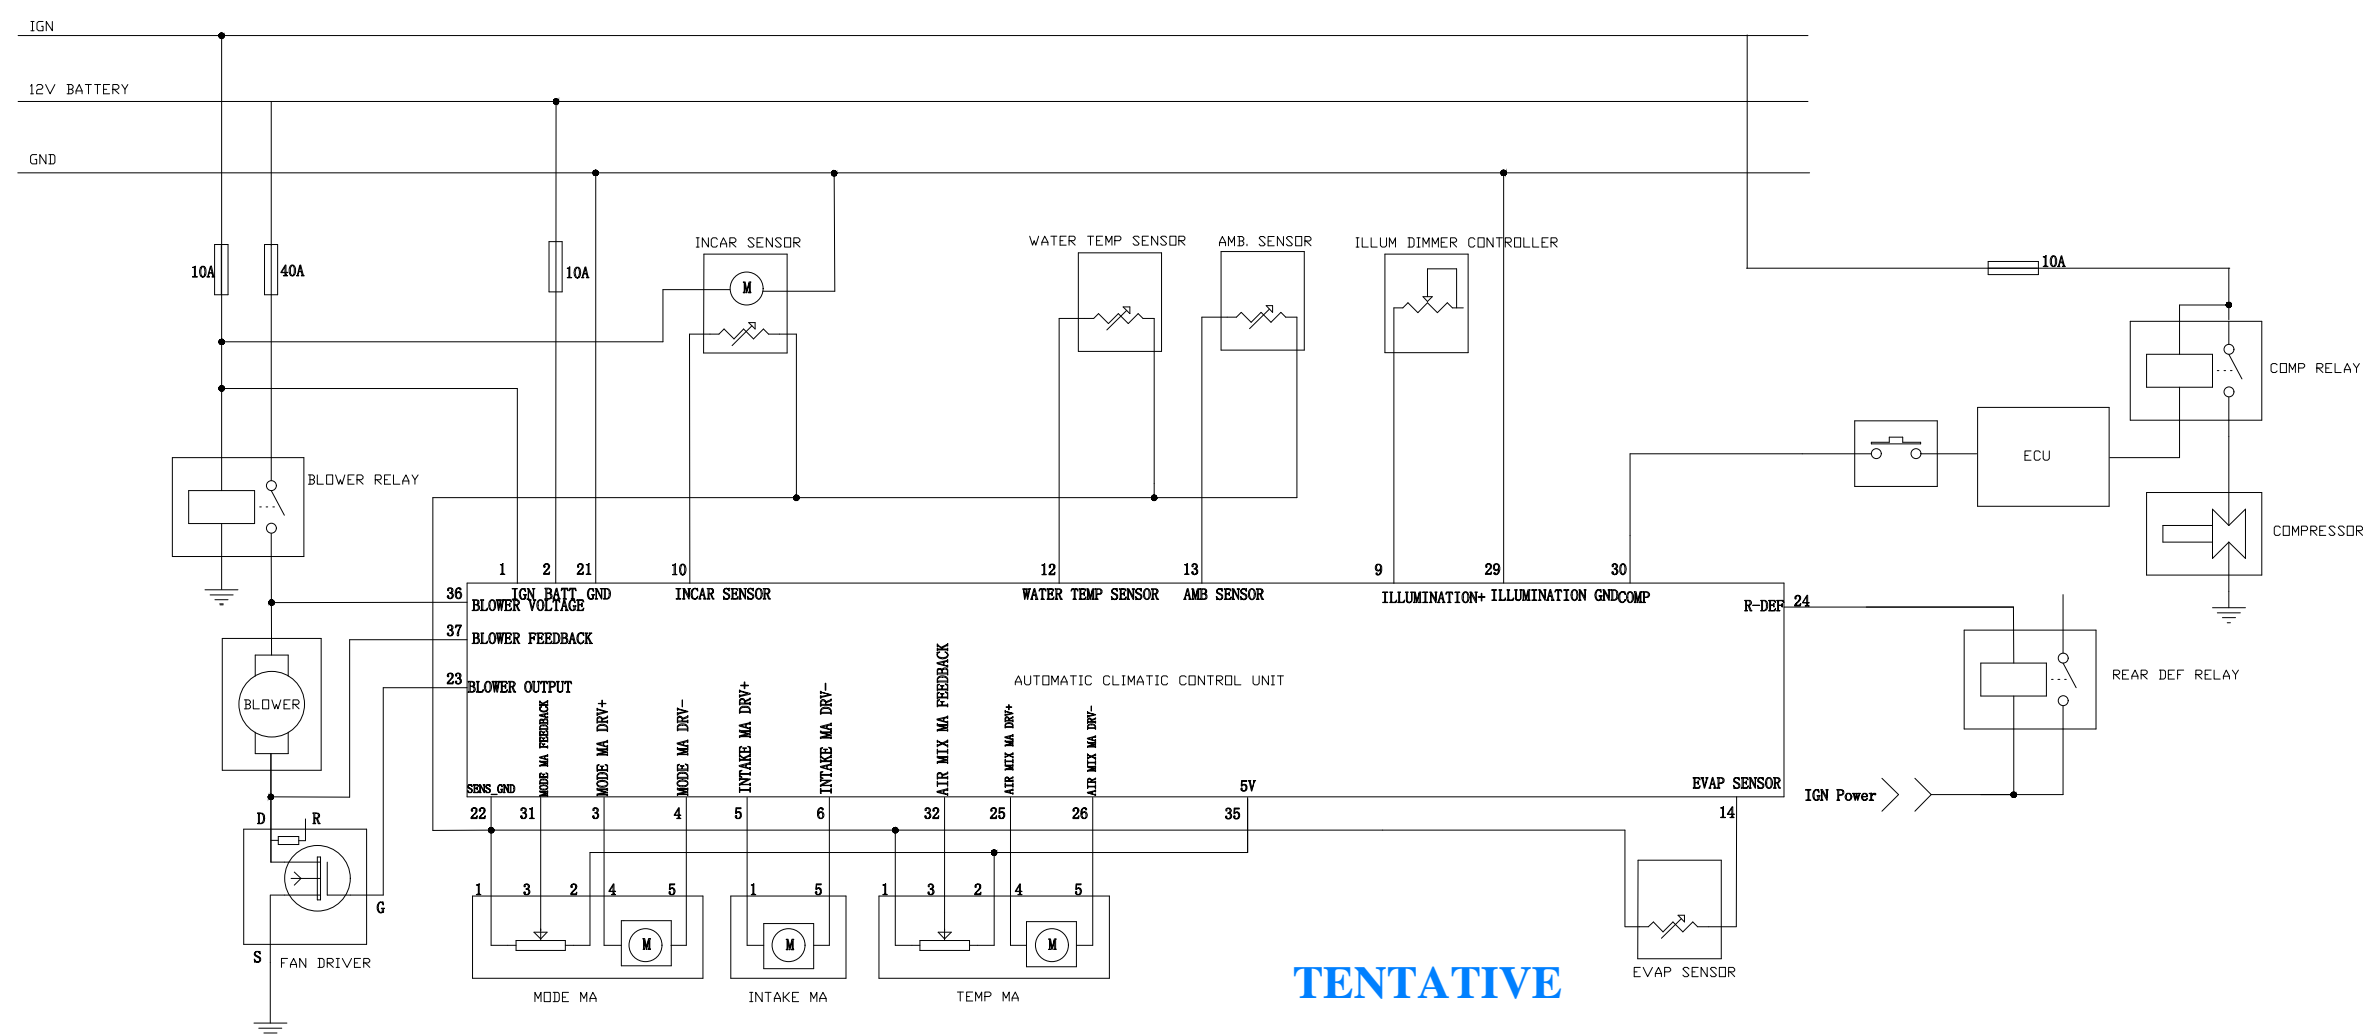 IGN
12V BATTERY
GND
10A
40A
10A
INCAR SENSOR
M
WATER TEMP SENSOR
AMB. SENSOR
ILLUM DIMMER CONTROLLER
10A
COMP RELAY
BLOWER RELAY
ECU
COMPRESSOR
1
2
21
10
12
13
9
29
30
IGN
BATT
GND
INCAR SENSOR
WATER TEMP SENSOR
AMB SENSOR
ILLUMINATION+
ILLUMINATION GND
COMP
36
BLOWER VOLTAGE
37
BLOWER FEEDBACK
23
BLOWER OUTPUT
R-DEF
24
REAR DEF RELAY
AUTOMATIC CLIMATIC CONTROL UNIT
BLOWER
SENS_GND
MODE MA FEEDBACK
MODE MA DRV+
MODE MA DRV-
INTAKE MA DRV+
INTAKE MA DRV-
AIR MIX MA FEEDBACK
AIR MIX MA DRV+
AIR MIX MA DRV-
5V
EVAP SENSOR
IGN Power
22
31
3
4
5
6
32
25
26
35
14
D
R
G
S
FAN DRIVER
1
3
2
4
5
M
MODE MA
1
5
M
INTAKE MA
1
3
2
4
5
M
TEMP MA
TENTATIVE
EVAP SENSOR